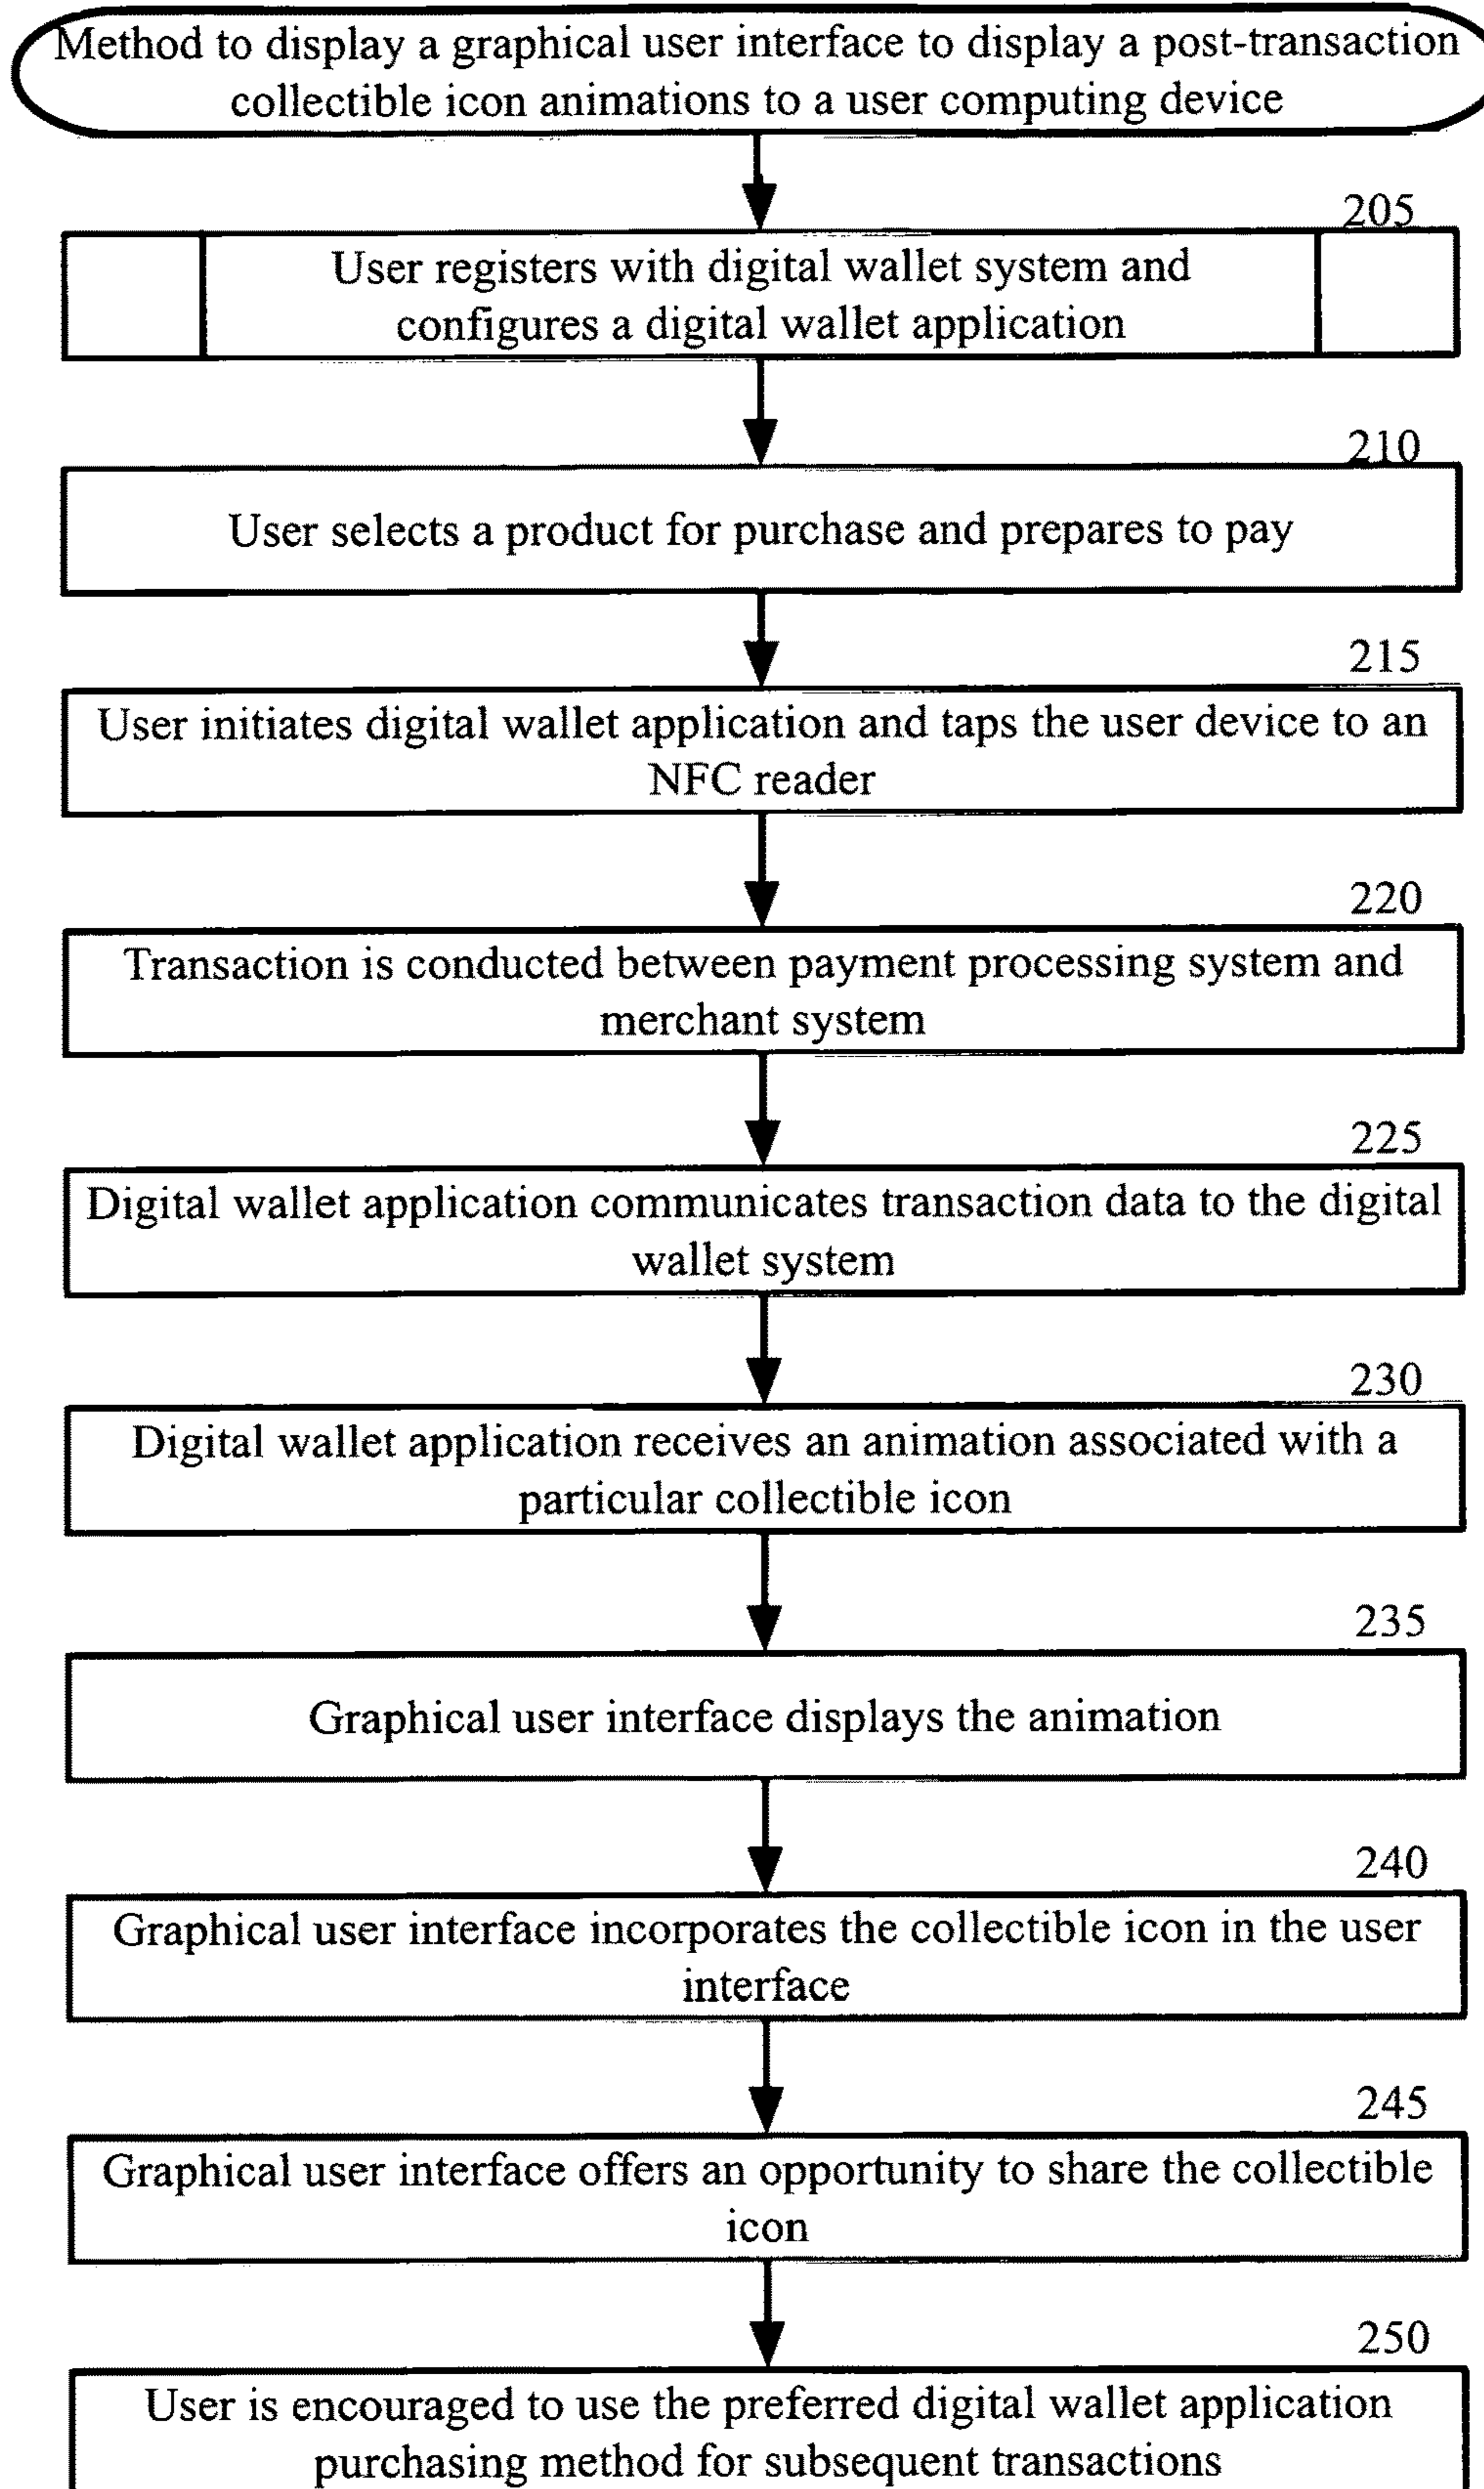 Method to display a graphical user interface to display a post-transaction
collectible icon animations to a user computing device
205
User registers with digital wallet system and
configures a digital wallet application
210
User selects a product for purchase and prepares to pay
215
User initiates digital wallet application and taps the user device to an
NFC reader
220
Transaction is conducted between payment processing system and
merchant system
225
Digital wallet application communicates transaction data to the digital
wallet system
230
Digital wallet application receives an animation associated with a
particular collectible icon
235
Graphical user interface displays the animation
240
Graphical user interface incorporates the collectible icon in the user
interface
245
Graphical user interface offers an opportunity to share the collectible
icon
250
User is encouraged to use the preferred digital wallet application
purchasing method for subsequent transactions